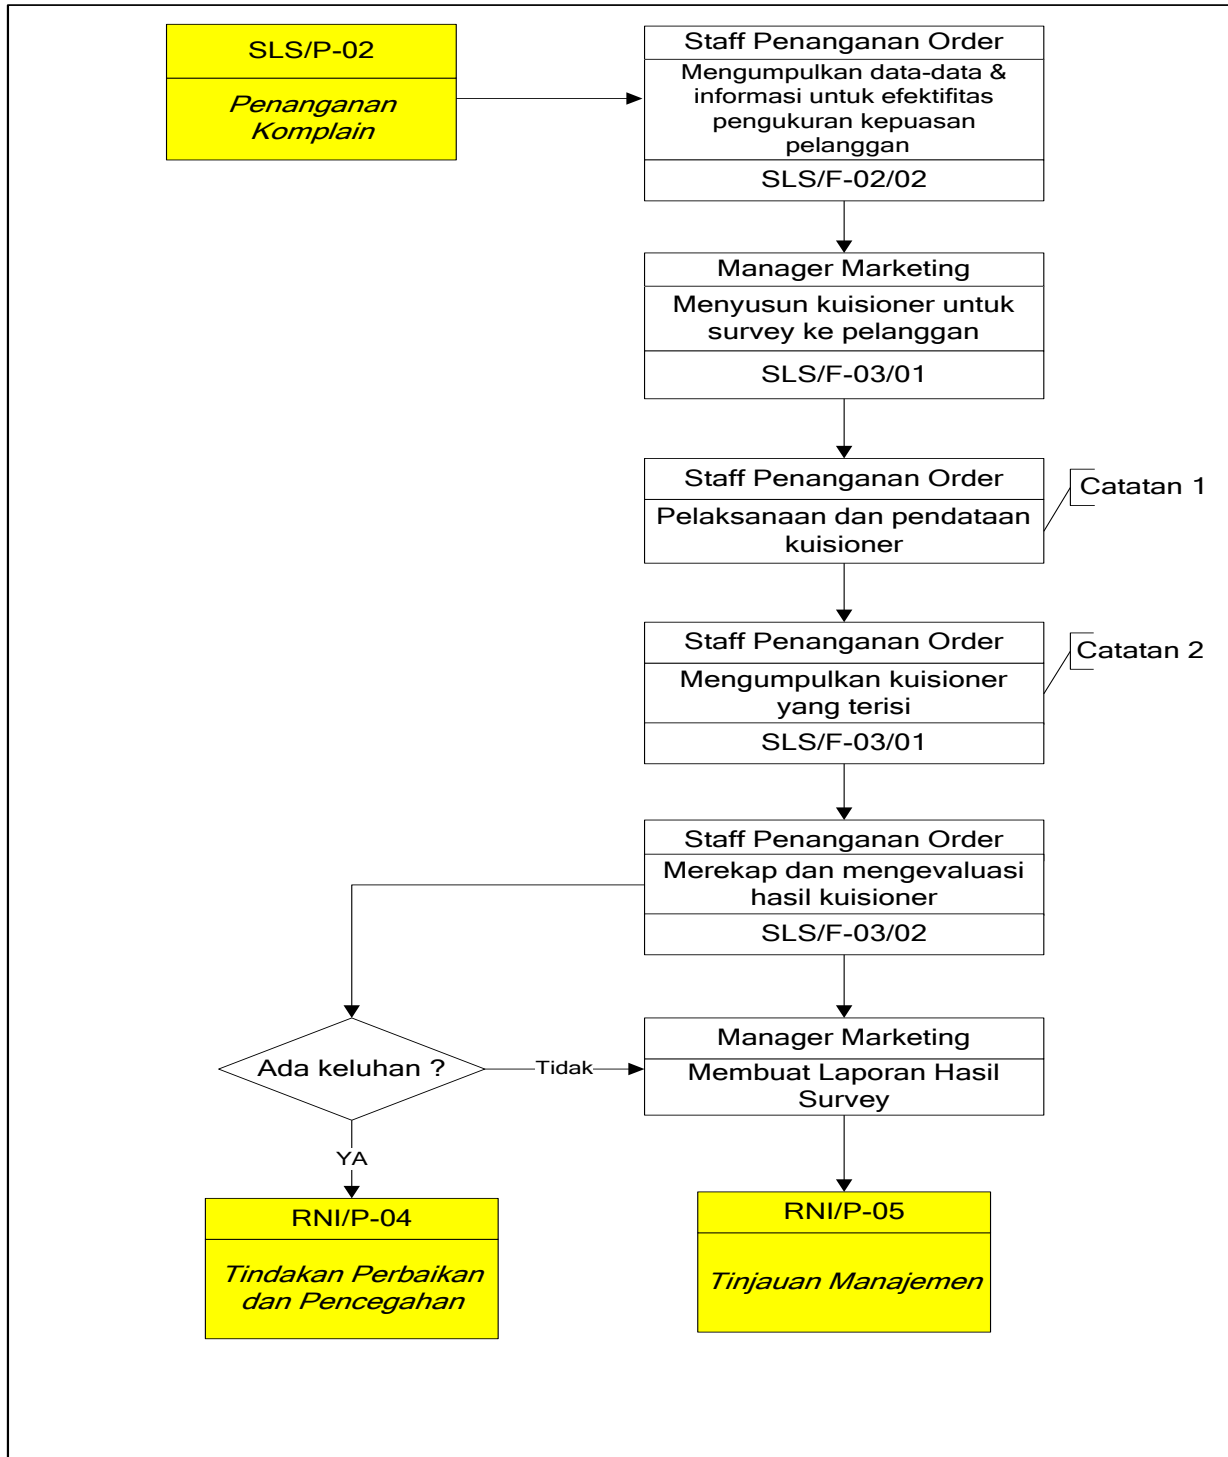 SLS/P-02
Penanganan
Komplain
Staff Penanganan Order
Mengumpulkan data-data &
informasi untuk efektifitas
pengukuran kepuasan
pelanggan
SLS/F-02/02
Manager Marketing
Menyusun kuisioner untuk
survey ke pelanggan
SLS/F-03/01
Staff Penanganan Order
Pelaksanaan dan pendataan
kuisioner
Catatan 1
Staff Penanganan Order
Mengumpulkan kuisioner
yang terisi
SLS/F-03/01
Catatan 2
Staff Penanganan Order
Merekap dan mengevaluasi
hasil kuisioner
SLS/F-03/02
Ada keluhan ?
Tidak
Manager Marketing
Membuat Laporan Hasil
Survey
YA
RNI/P-04
Tindakan Perbaikan
dan Pencegahan
RNI/P-05
Tinjauan Manajemen